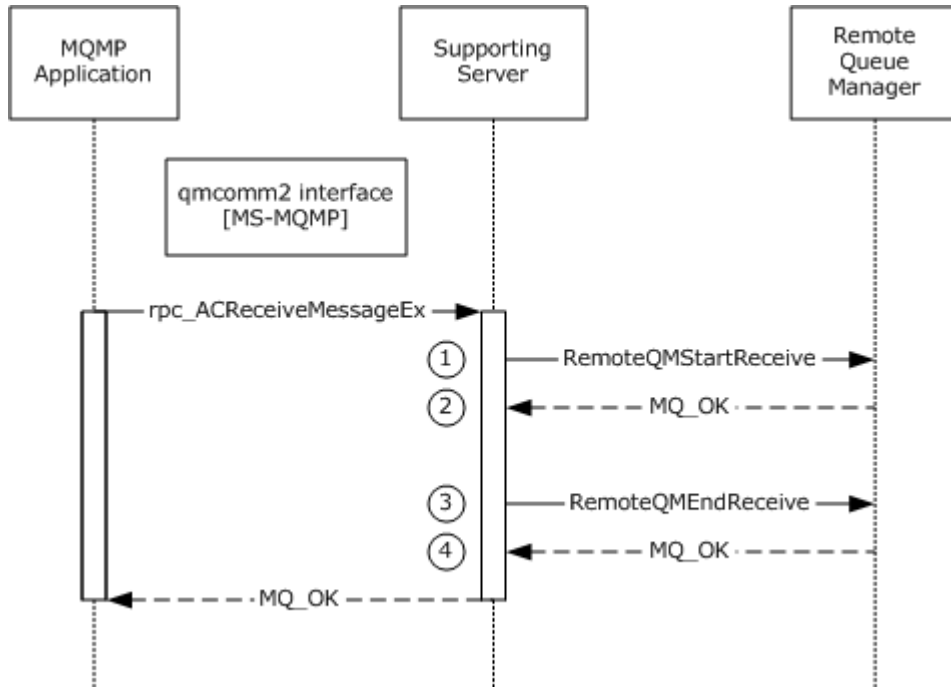 MQMP
Application
Supporting
Server
Remote
Queue
Manager
qmcomm2 interface
[MS-MQMP]
rpc_ACReceiveMessageEx
1
RemoteQMStartReceive
2
MQ_OK
3
RemoteQMEndReceive
4
MQ_OK
MQ_OK